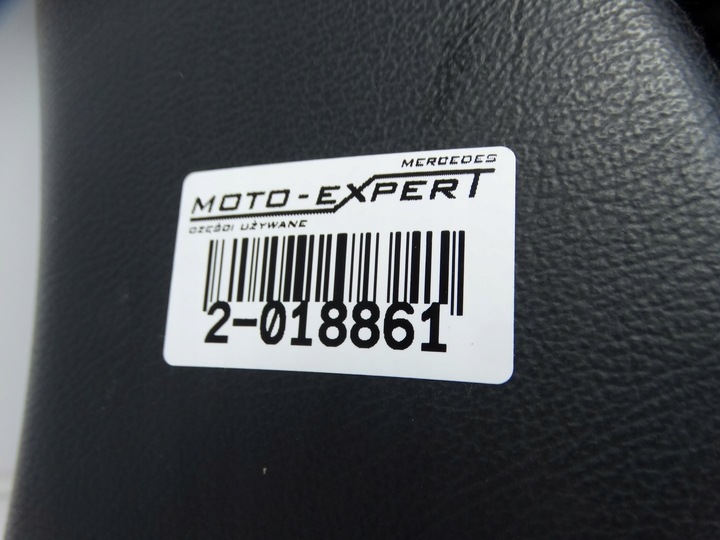 MERCEDES
MOTO-EXPERT
CZĘŚCI UŻYWANE
2-018861